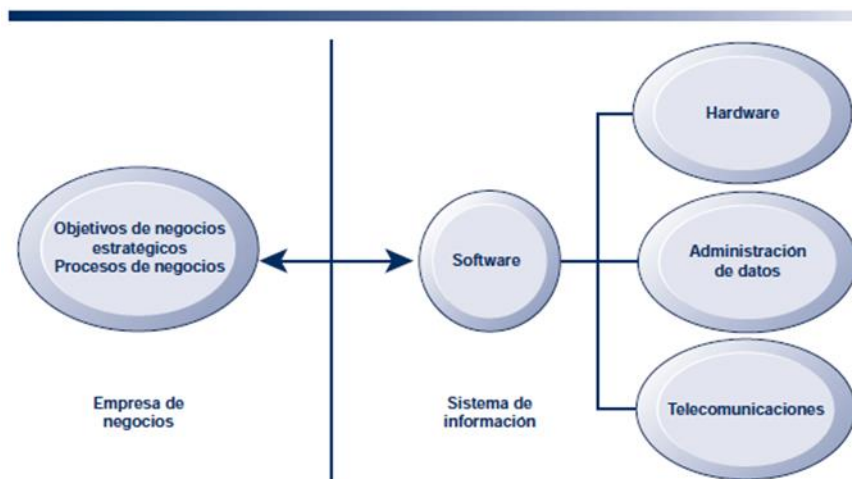 Objetivos de negocios
estratégicos
Procesos de negocios
Empresa de
negocios
Software
Sistema de
información
Hardware
Administración
de datos
Telecomunicaciones